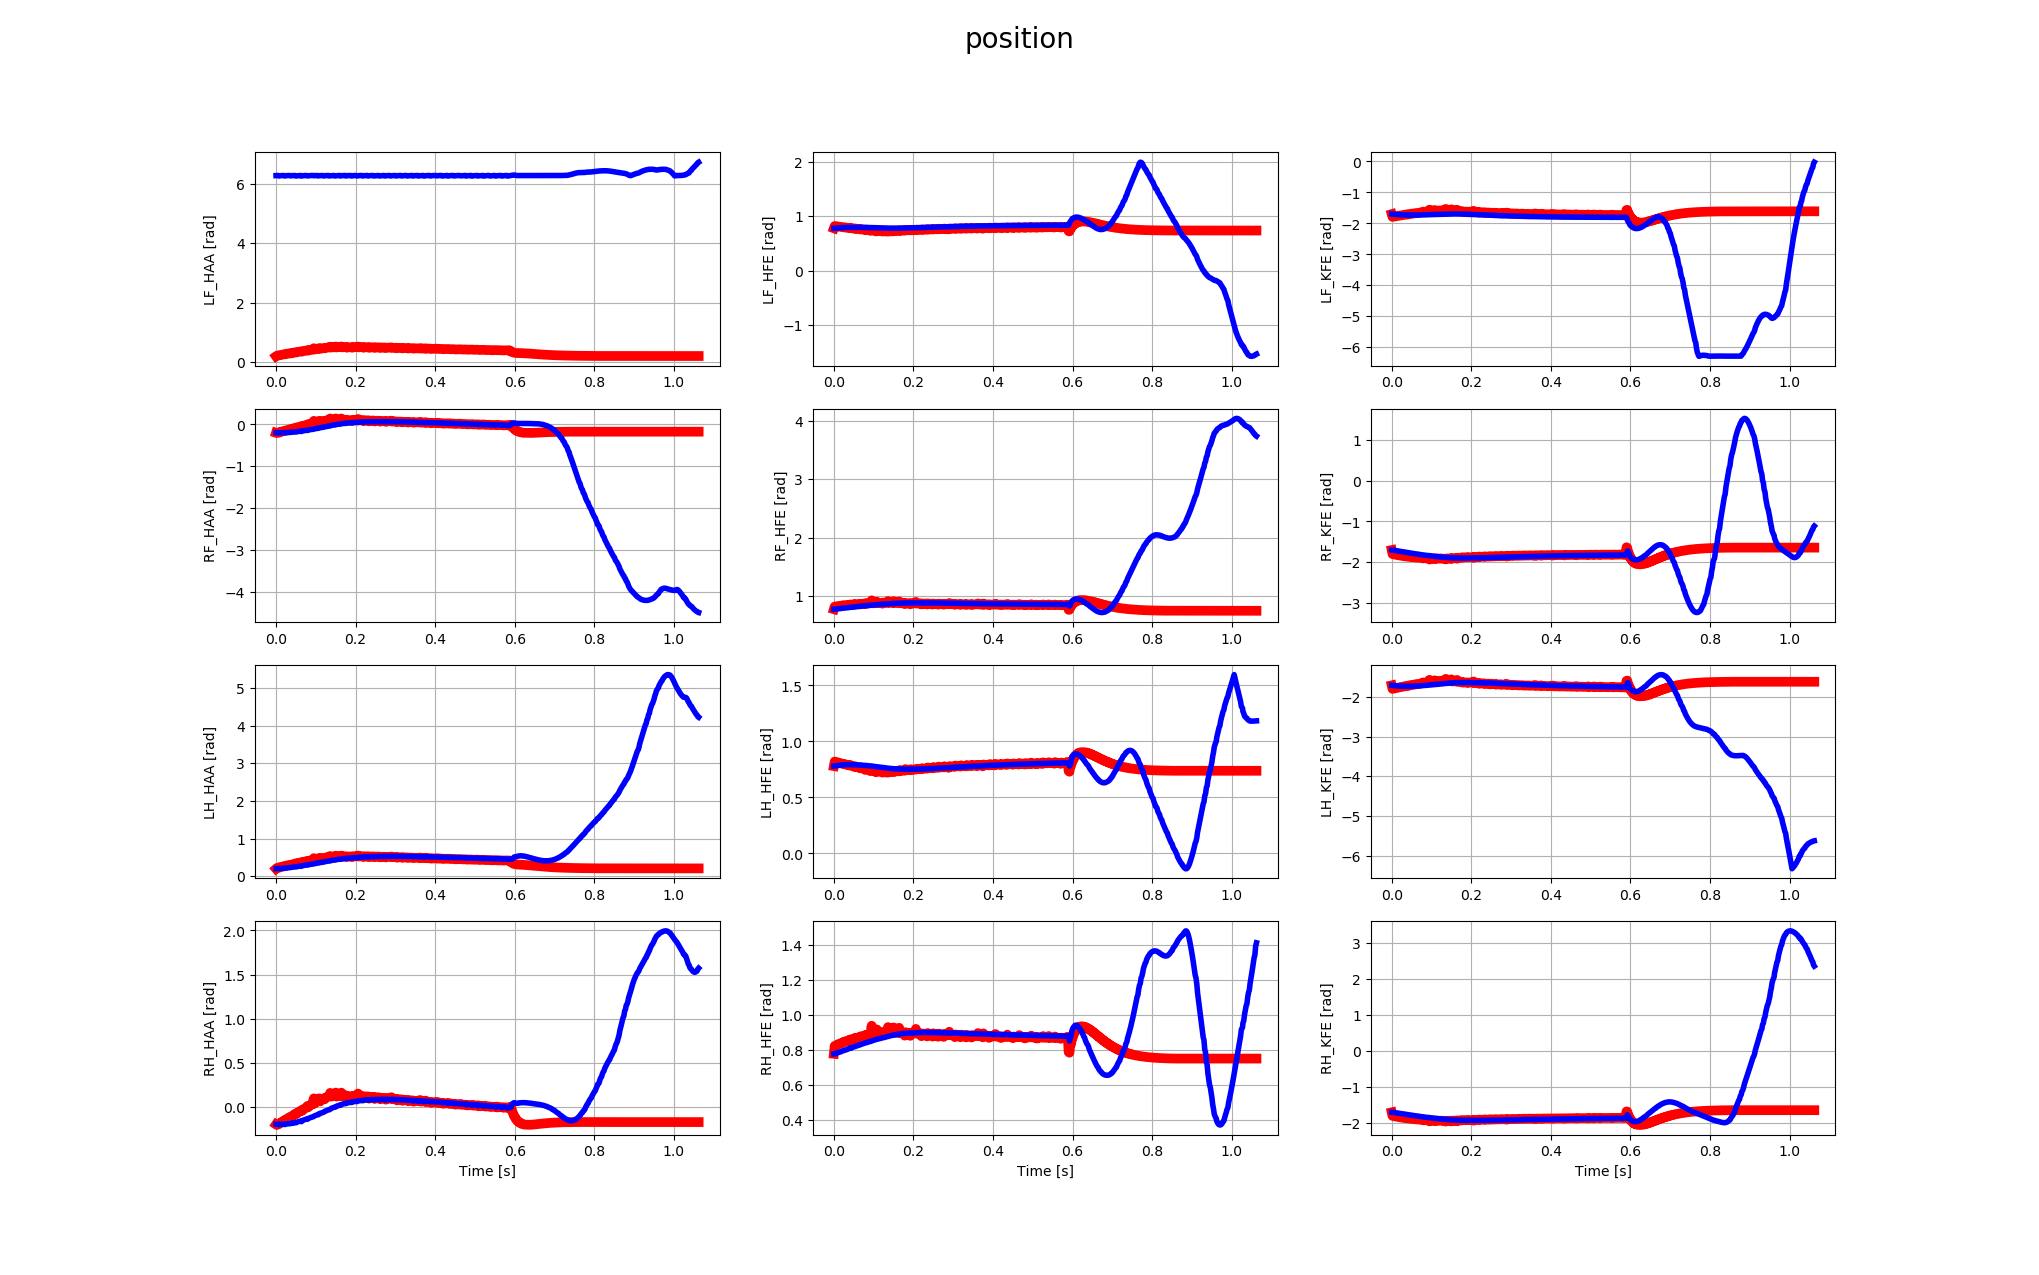 position
LF_HAA [rad]
6
4
2
0
0.0 0.2 0.4 0.6 0.8 1.0
LF_HFE [rad]
2
1
0
−1
0.0 0.2 0.4 0.6 0.8 1.0
LF_KFE [rad]
0
−1
−2
−3
−4
−5
−6
0.0 0.2 0.4 0.6 0.8 1.0
RF_HAA [rad]
0
−1
−2
−3
−4
0.0 0.2 0.4 0.6 0.8 1.0
RF_HFE [rad]
4
3
2
1
0.0 0.2 0.4 0.6 0.8 1.0
RF_KFE [rad]
1
0
−1
−2
−3
0.0 0.2 0.4 0.6 0.8 1.0
LH_HAA [rad]
5
4
3
2
1
0
0.0 0.2 0.4 0.6 0.8 1.0
LH_HFE [rad]
1.5
1.0
0.5
0.0
0.0 0.2 0.4 0.6 0.8 1.0
LH_KFE [rad]
−2
−3
−4
−5
−6
0.0 0.2 0.4 0.6 0.8 1.0
RH_HAA [rad]
2.0
1.5
1.0
0.5
0.0
0.0 0.2 0.4 0.6 0.8 1.0
Time [s]
RH_HFE [rad]
1.4
1.2
1.0
0.8
0.6
0.4
0.0 0.2 0.4 0.6 0.8 1.0
Time [s]
RH_KFE [rad]
3
2
1
0
−1
−2
0.0 0.2 0.4 0.6 0.8 1.0
Time [s]